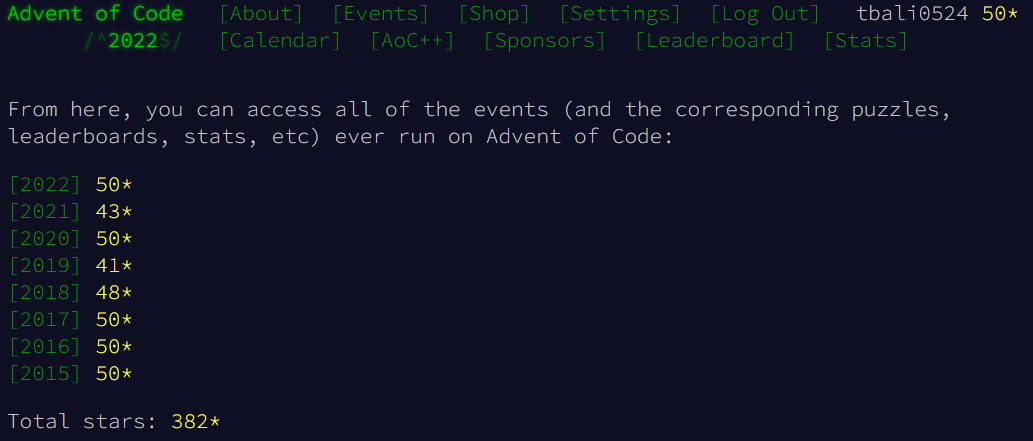 Advent of Code [About] [Events] [Shop] [Settings] [Log Out] tbali0524 50*
/^2022$/ [Calendar] [AoC++] [Sponsors] [Leaderboard] [Stats]
From here, you can access all of the events (and the corresponding puzzles,
leaderboards, stats, etc) ever run on Advent of Code:
[2022] 50*
[2021] 43*
[2020] 50*
[2019] 41*
[2018] 48*
[2017] 50*
[2016] 50*
[2015] 50*
Total stars: 382*